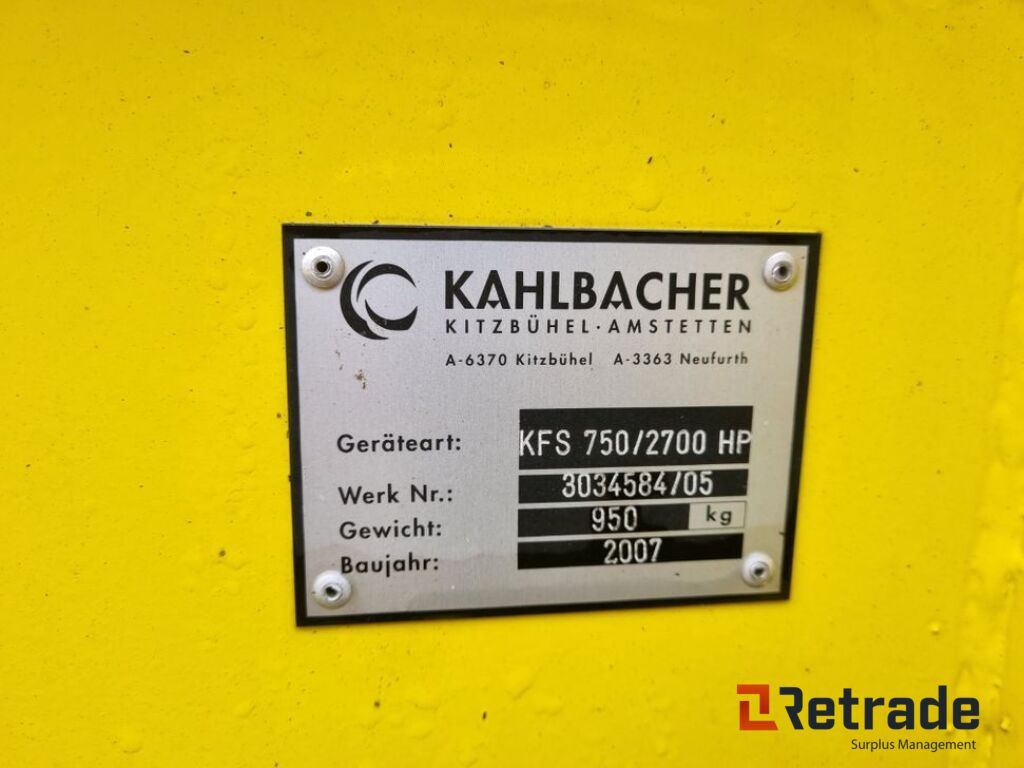 KAHLBACHER
KITZBÜHEL·AMSTETTEN
A-6370 Kitzbühel A-3363 Neufurth
Geräteart: KFS 750/2700 HP
Werk Nr.: 3034584/05
Gewicht: 950 kg
Baujahr: 2007
Retrade
Surplus Management